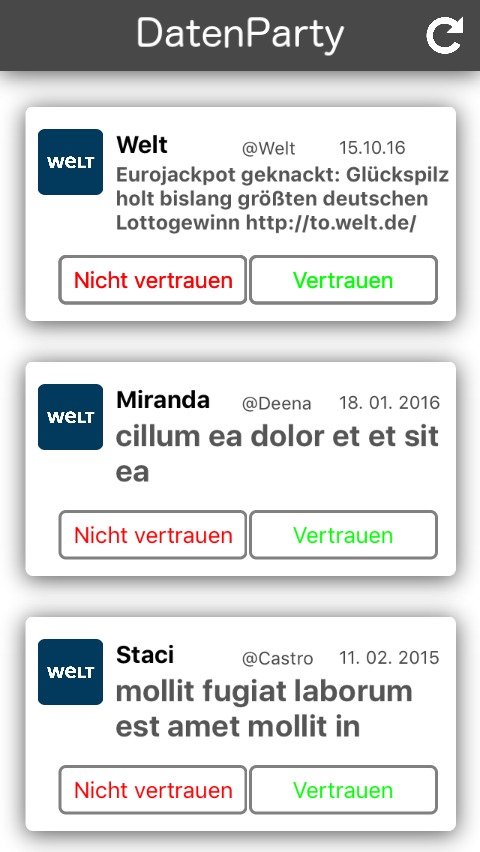 DatenParty
welt
Welt @Welt 15.10.16
Eurojackpot geknackt: Glückspilz
holt bislang größten deutschen
Lottogewinn http://to.welt.de/
Nicht vertrauen Vertrauen
welt
Miranda @Deena 18. 01. 2016
cillum ea dolor et et sit
ea
Nicht vertrauen Vertrauen
welt
Staci @Castro 11. 02. 2015
mollit fugiat laborum
est amet mollit in
Nicht vertrauen Vertrauen